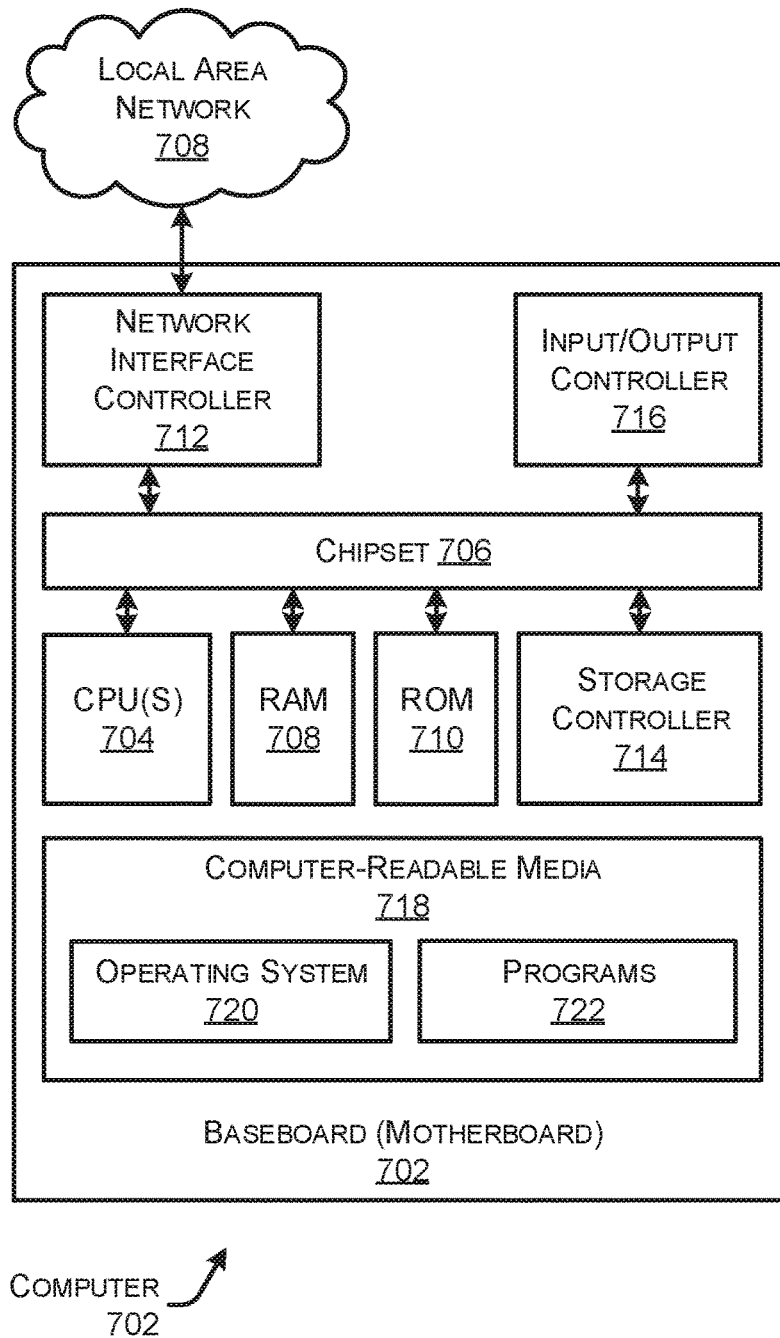 LOCAL AREA
NETWORK
708
NETWORK
INTERFACE
CONTROLLER
712
INPUT/OUTPUT
CONTROLLER
716
CHIPSET 706
CPU(S)
704
RAM
708
ROM
710
STORAGE
CONTROLLER
714
COMPUTER-READABLE MEDIA
718
OPERATING SYSTEM
720
PROGRAMS
722
BASEBOARD (MOTHERBOARD)
702
COMPUTER
702